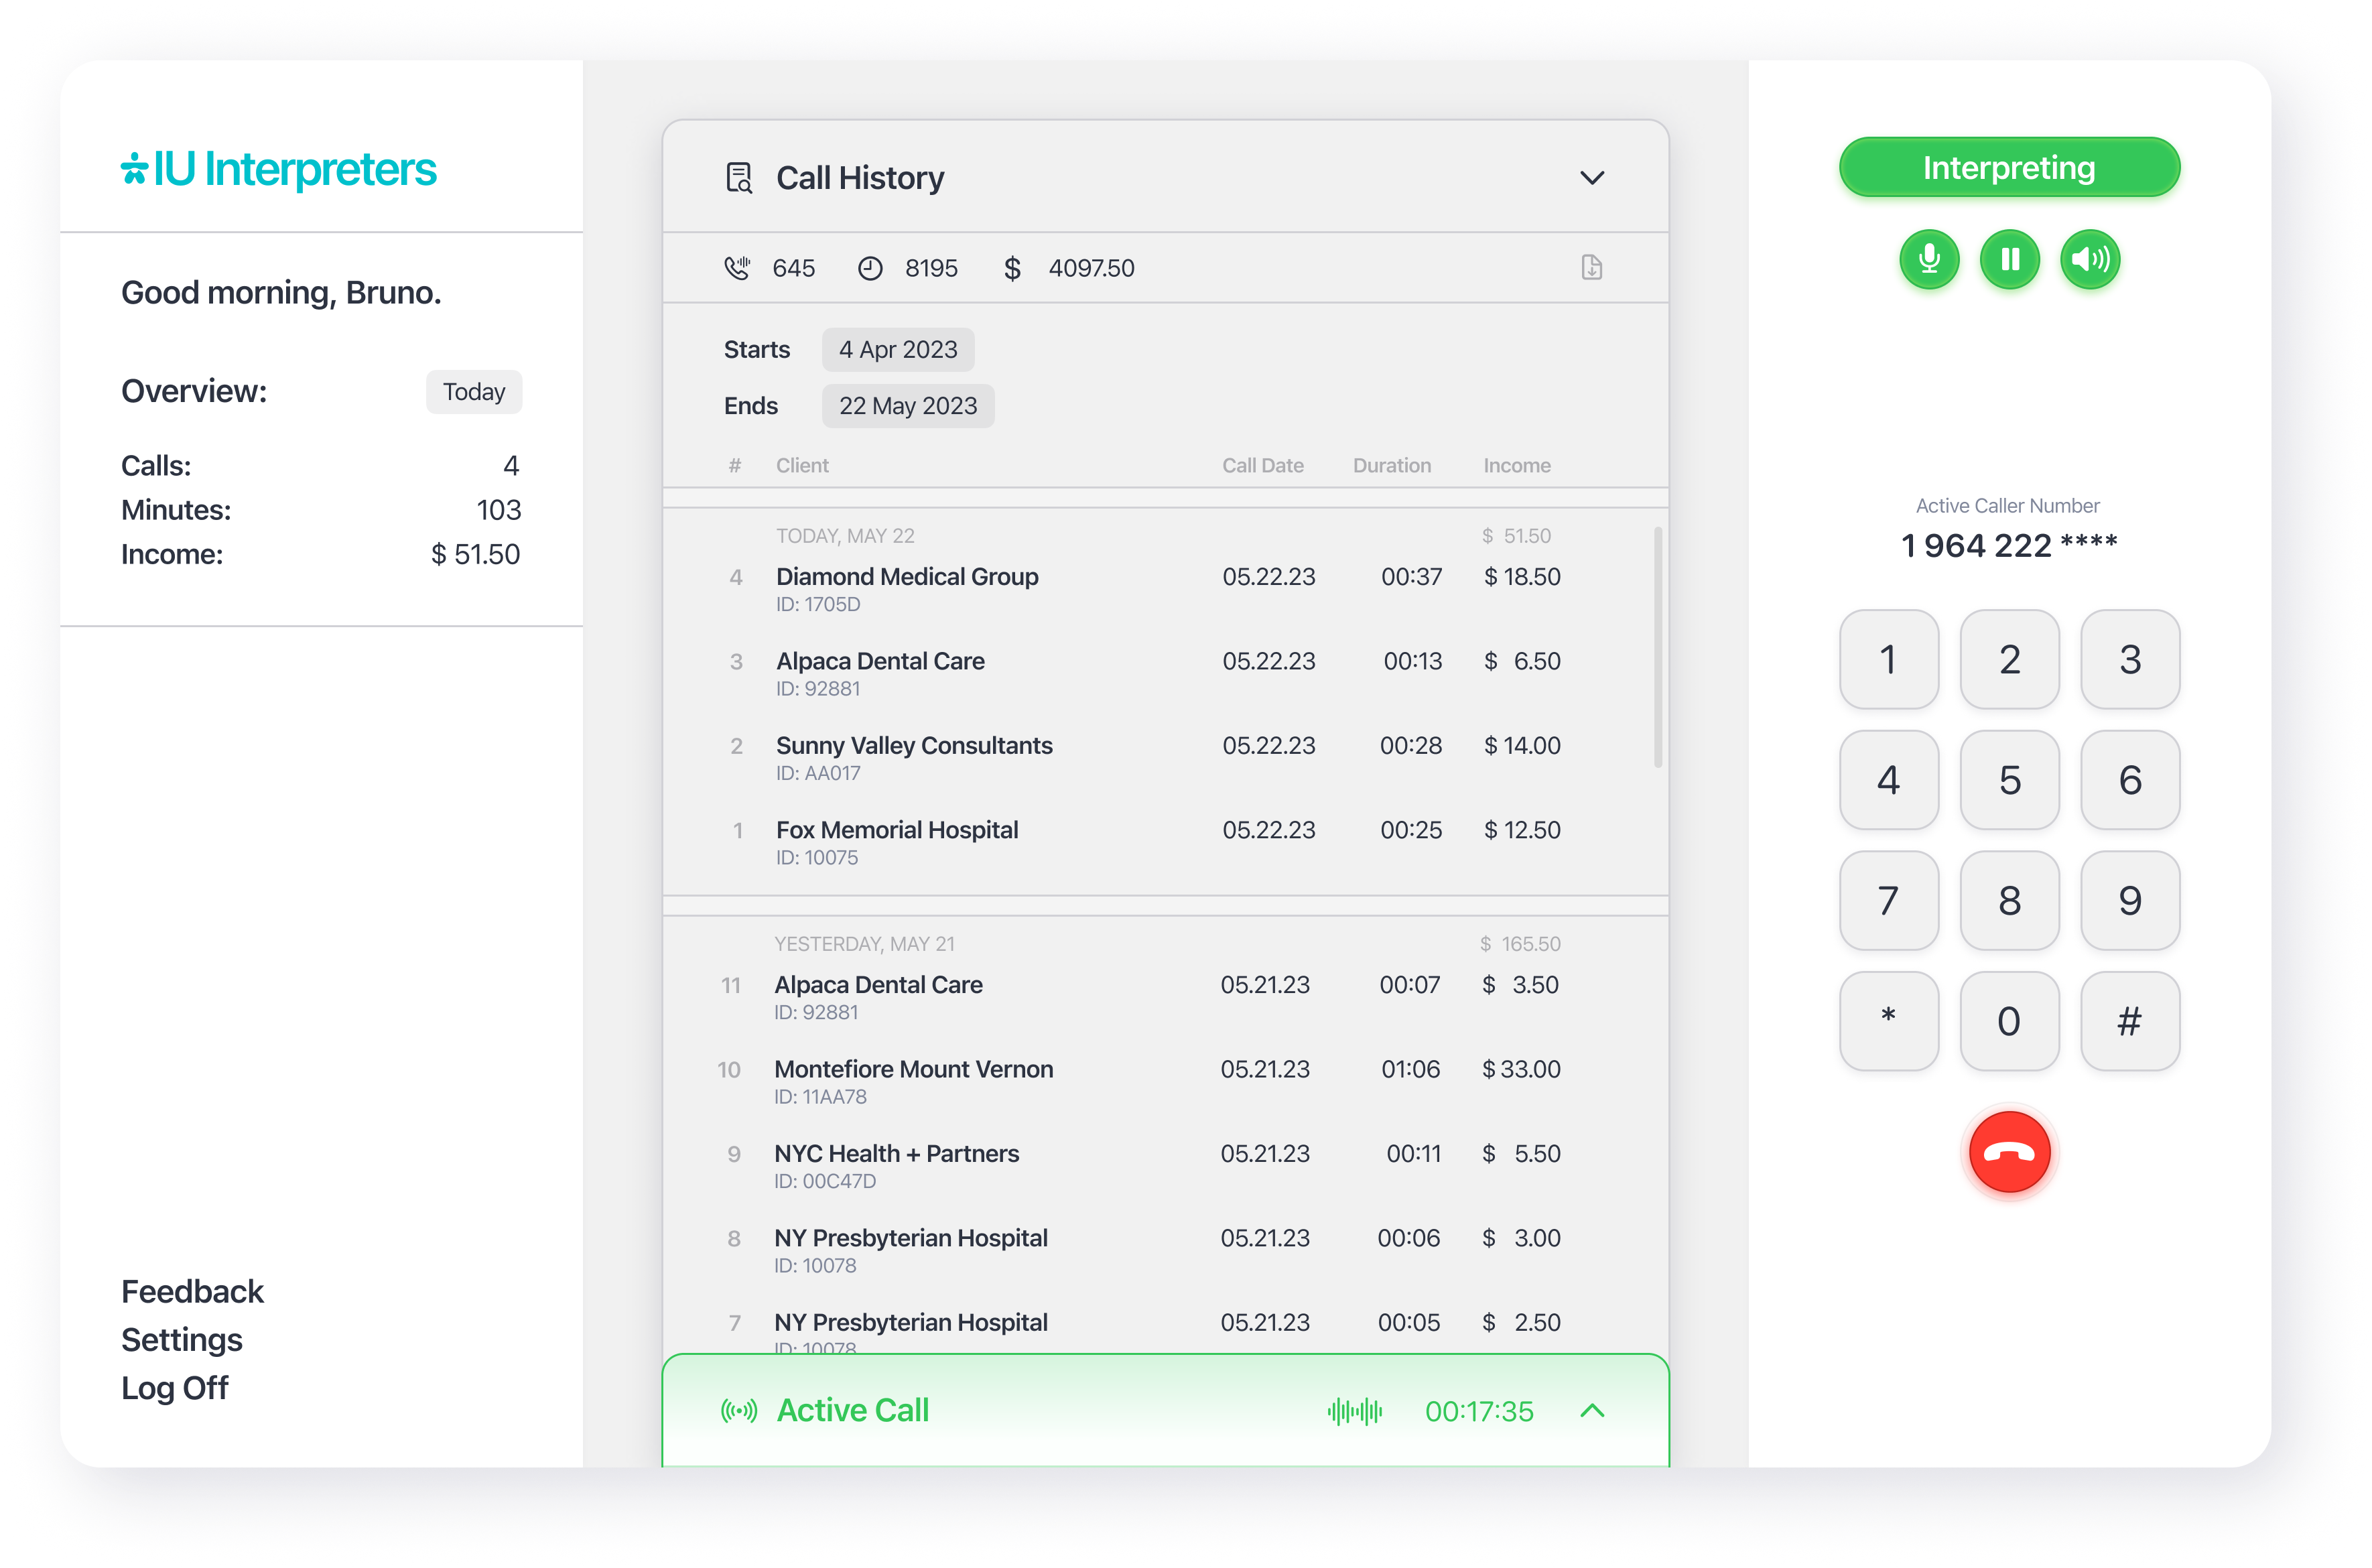 IU Interpreters
Good morning, Bruno.
Overview: Today
Calls: 4
Minutes: 103
Income: $ 51.50
Feedback
Settings
Log Off
Call History
645 8195 $ 4097.50
Starts 4 Apr 2023
Ends 22 May 2023
# Client Call Date Duration Income
TODAY, MAY 22 $ 51.50
4 Diamond Medical Group 05.22.23 00:37 $ 18.50
ID: 1705D
3 Alpaca Dental Care 05.22.23 00:13 $ 6.50
ID: 92881
2 Sunny Valley Consultants 05.22.23 00:28 $ 14.00
ID: AA017
1 Fox Memorial Hospital 05.22.23 00:25 $ 12.50
ID: 10075
YESTERDAY, MAY 21 $ 165.50
11 Alpaca Dental Care 05.21.23 00:07 $ 3.50
ID: 92881
10 Montefiore Mount Vernon 05.21.23 01:06 $ 33.00
ID: 11AA78
9 NYC Health + Partners 05.21.23 00:11 $ 5.50
ID: 00C47D
8 NY Presbyterian Hospital 05.21.23 00:06 $ 3.00
ID: 10078
7 NY Presbyterian Hospital 05.21.23 00:05 $ 2.50
ID: 10078
Active Call 00:17:35
Interpreting
Active Caller Number
1 964 222 ****
1 2 3
4 5 6
7 8 9
* 0 #